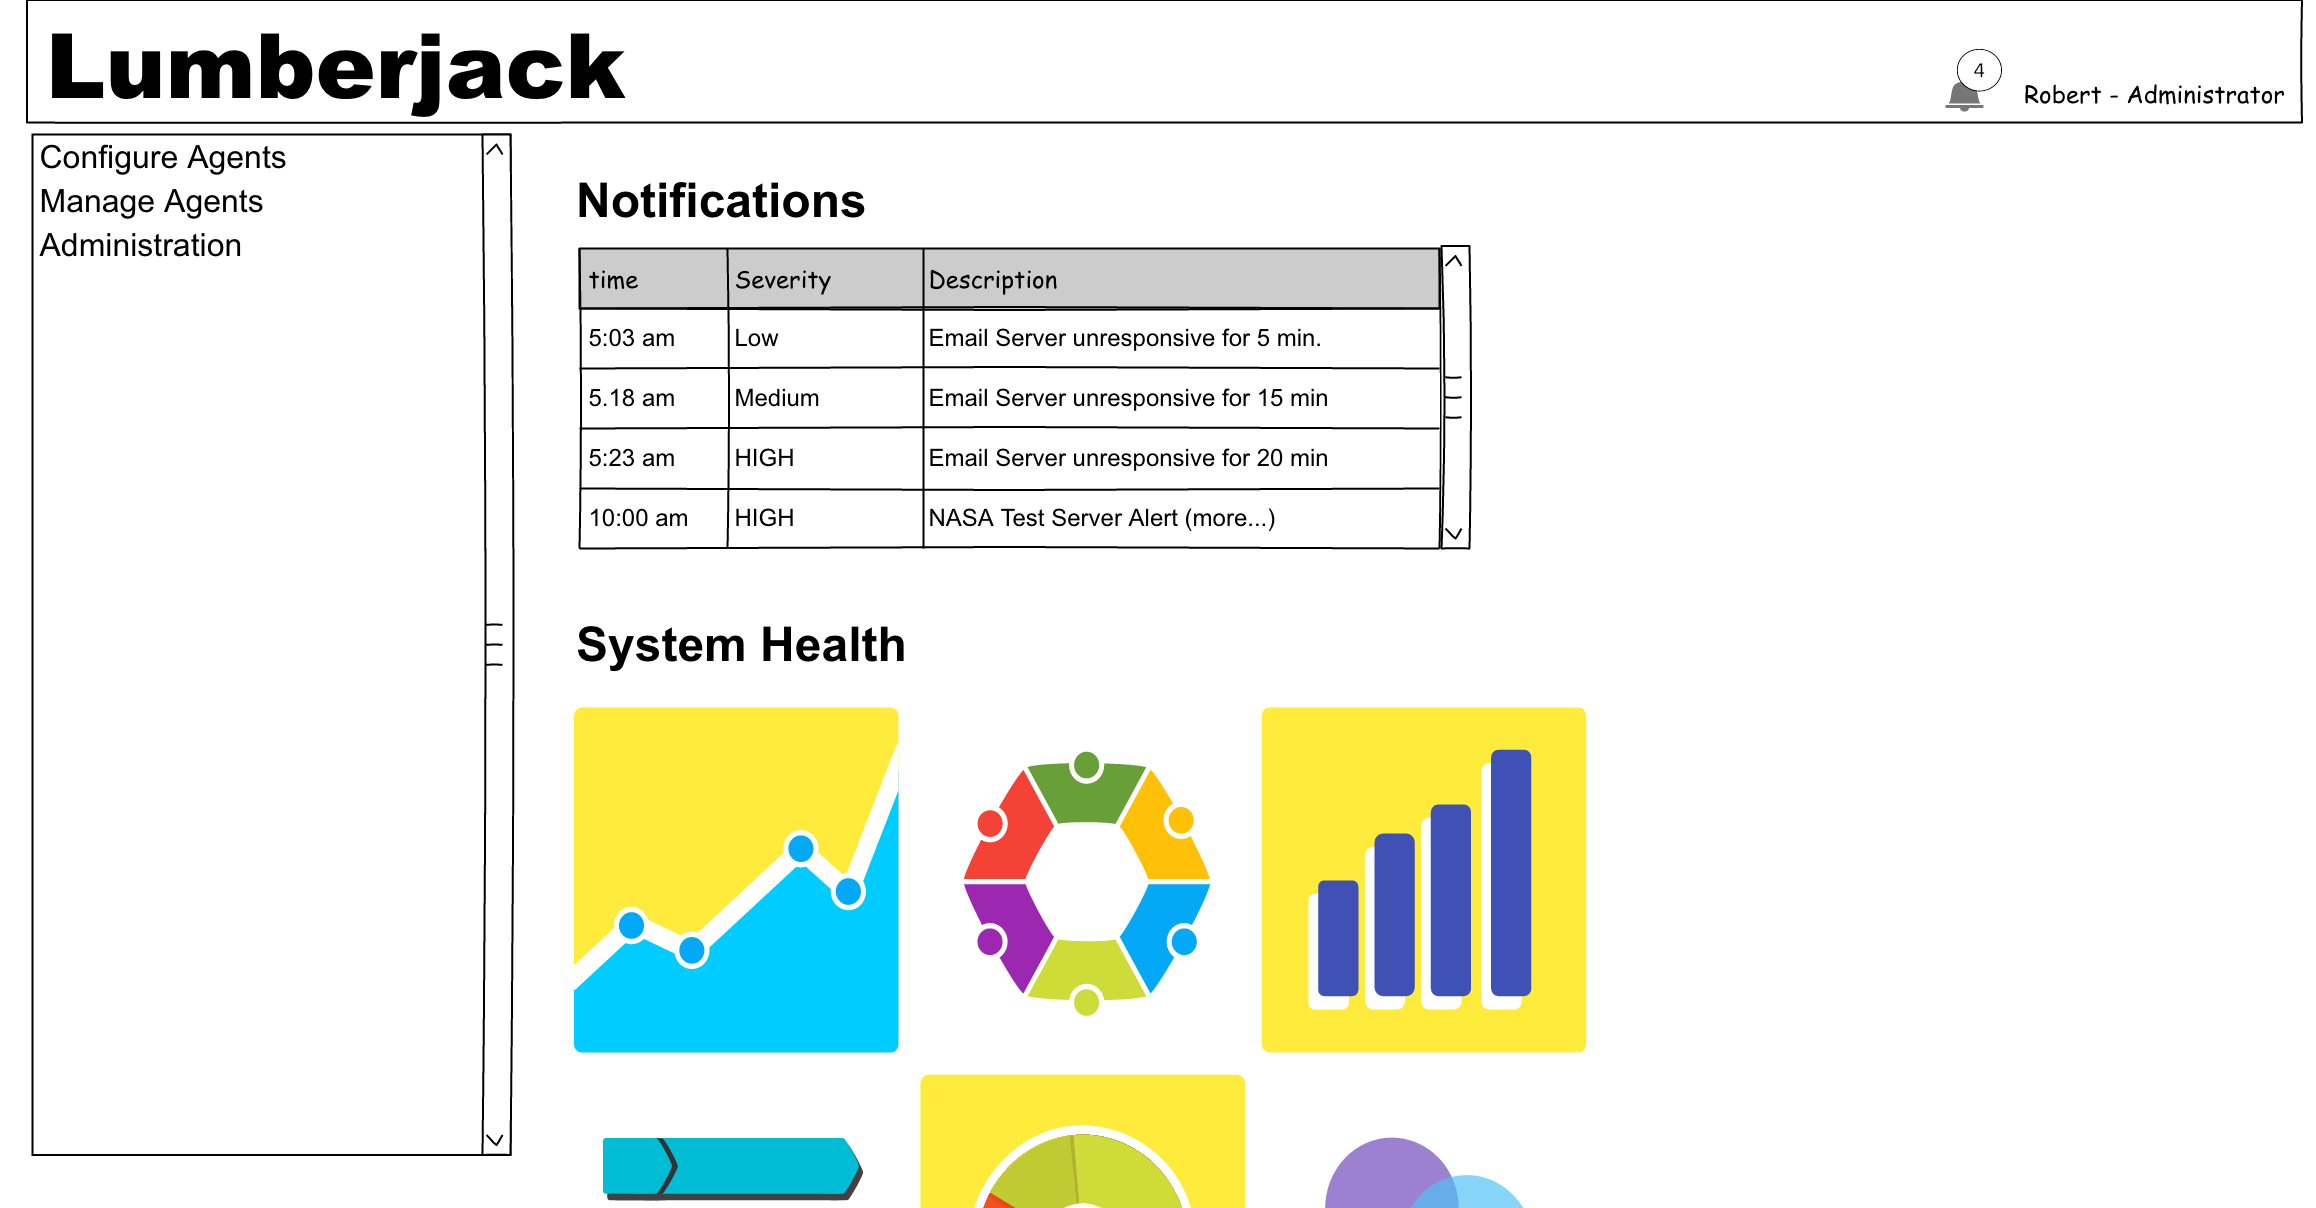 Lumberjack
4
Robert - Administrator
Configure Agents
Manage Agents
Administration
Notifications
time Severity Description
5:03 am Low Email Server unresponsive for 5 min.
5.18 am Medium Email Server unresponsive for 15 min
5:23 am HIGH Email Server unresponsive for 20 min
10:00 am HIGH NASA Test Server Alert (more...)
System Health